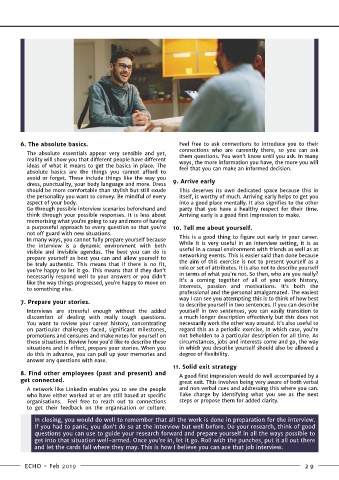 6. The absolute basics.
The absolute essentials appear very sensible and yet,
reality will show you that different people have different
ideas of what it means to get the basics in place. The
absolute basics are the things you cannot afford to
avoid or forget. These include things like the way you
dress, punctuality, your body language and more. Dress
should be more comfortable than stylish but still exude
the personality you want to convey. Be mindful of every
aspect of your body.
Go through possible interview scenarios beforehand and
think through your possible responses. It is less about
memorising what you're going to say and more of having
a purposeful approach to every question so that you're
not off guard with new situations.
In many ways, you cannot fully prepare yourself because
the interview is a dynamic environment with both
visible and invisible agendas. The best you can do is
prepare yourself as best you can and allow yourself to
be truly authentic. This means that if there is no fit,
you're happy to let it go. This means that if they don't
necessarily respond well to your answers or you didn't
like the way things progressed, you're happy to move on
to something else.
7. Prepare your stories.
Interviews are stressful enough without the added
discomfort of dealing with really tough questions.
You want to review your career history, concentrating
on particular challenges faced, significant milestones,
promotions and censures and makes notes for yourself on
these situations. Review how you'd like to describe these
situations and in effect, prepare your stories. When you
do this in advance, you can pull up your memories and
answer any questions with ease.
8. Find other employees (past and present) and
get connected.
A network like LinkedIn enables you to see the people
who have either worked at or are still based at specific
organisations. Feel free to reach out to connections
to get their feedback on the organisation or culture.
Feel free to ask connections to introduce you to their
connections who are currently there, so you can ask
them questions. You won't know until you ask. In many
ways, the more information you have, the more you will
feel that you can make an informed decision.
9. Arrive early
This deserves its own dedicated space because this in
itself, is worthy of much. Arriving early helps to get you
into a good place mentally. It also signifies to the other
party that you have a healthy respect for their time.
Arriving early is a good first impression to make.
10. Tell me about yourself.
This is a good thing to figure out early in your career.
While it is very useful in an interview setting, it is as
useful in a casual environment with friends as well as at
networking events. This is easier said than done because
the aim of this exercise is not to present yourself as a
role or set of attributes. It is also not to describe yourself
in terms of what you're not. So then, who are you really?
It's a coming together of all of your work history,
interests, passion and motivations. It's both the
professional and the personal amalgamated. The easiest
way I can see you attempting this is to think of how best
to describe yourself in two sentences. If you can describe
yourself in two sentences, you can easily transition to
a much longer description effectively but this does not
necessarily work the other way around. It's also useful to
regard this as a periodic exercise, in which case, you're
not beholden to a particular description for all time. As
circumstances, jobs and interests come and go, the way
in which you describe yourself should also be allowed a
degree of flexibility.
11. Solid exit strategy
A good first impression would do well accompanied by a
great exit. This involves being very aware of both verbal
and non verbal cues and addressing this where you can.
Take charge by identifying what you see as the next
steps or propose them for added clarity.
In closing, you would do well to remember that all the work is done in preparation for the interview.
If you had to panic, you don't do so at the interview but well before. Do your research, think of good
questions you can use to guide your research forward and prepare yourself in all the ways possible to
get into that situation well-armed. Once you're in, let it go. Roll with the punches, put it all out there
and let the cards fall where they may. This is how I believe you can ace that job interview.
ECHO - Feb 2019
29